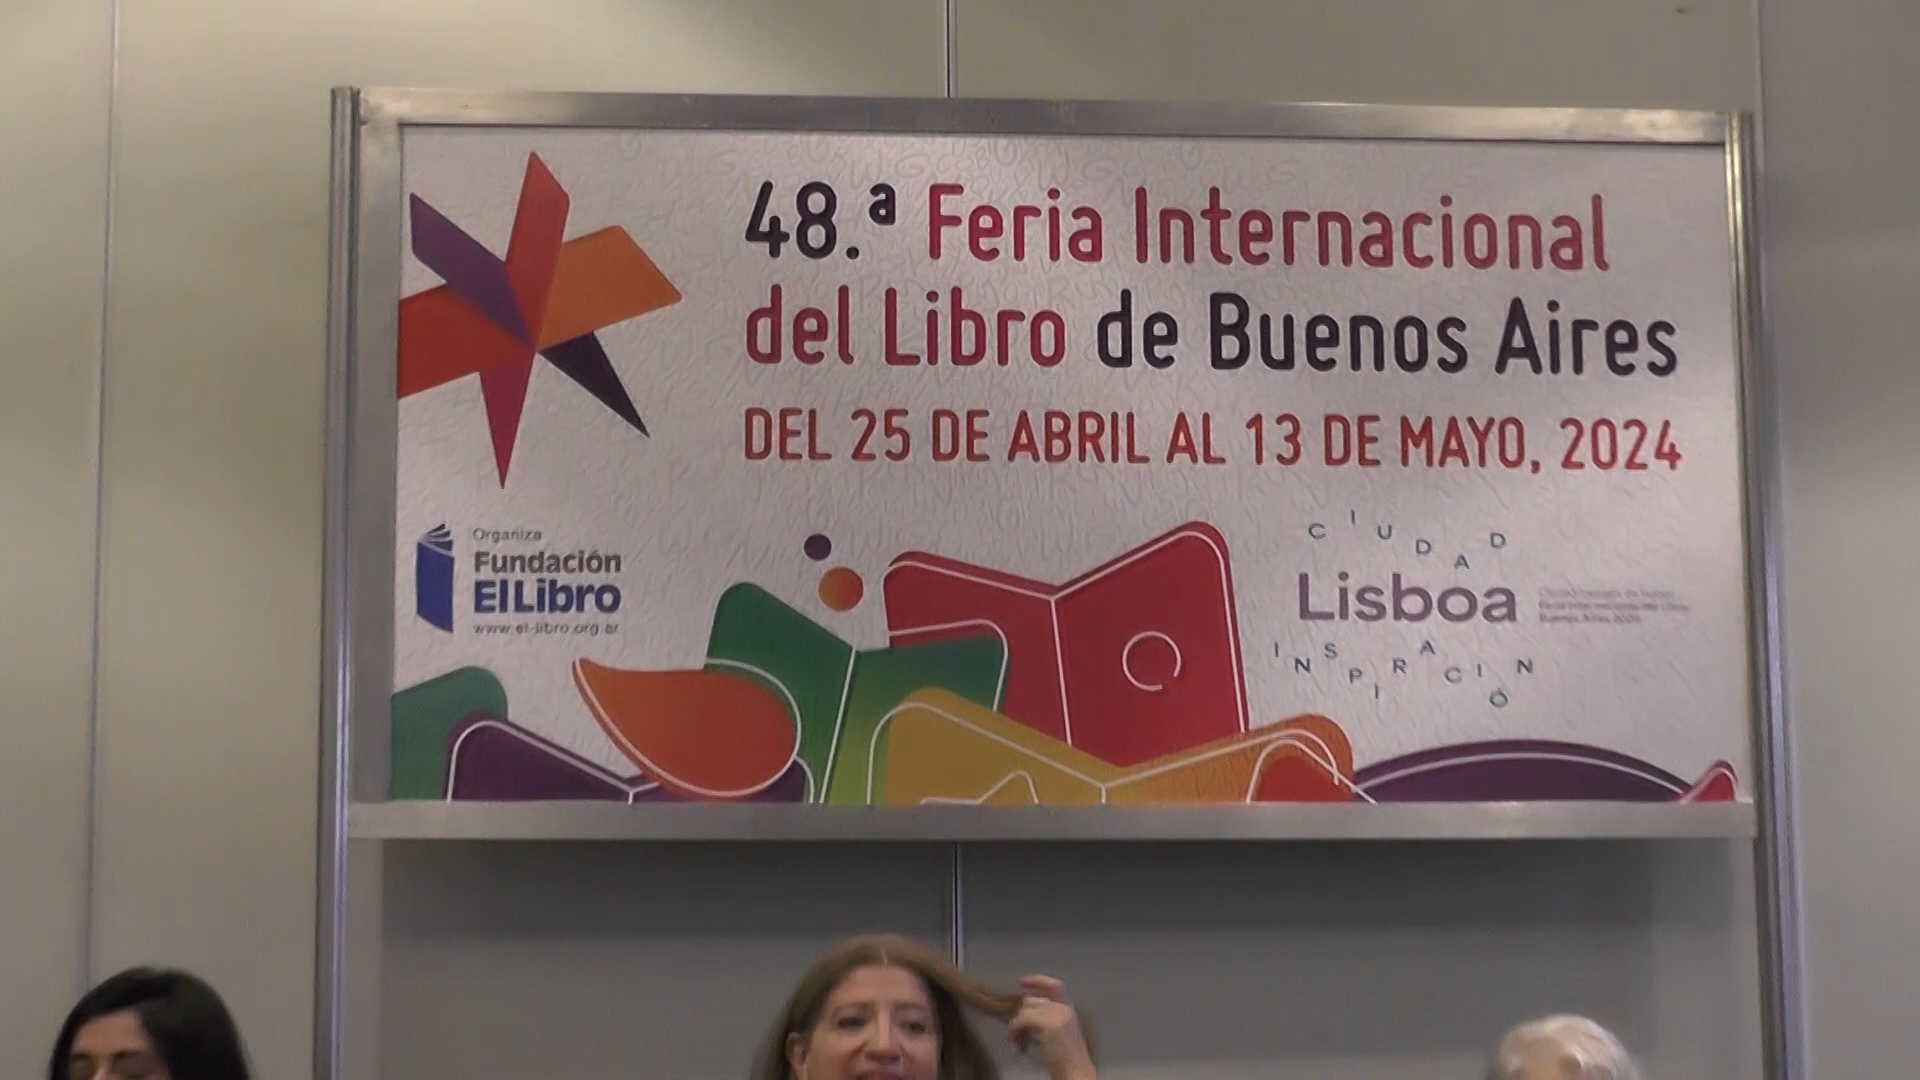 48.ª Feria Internacional
del Libro de Buenos Aires
DEL 25 DE ABRIL AL 13 DE MAYO, 2024
Organiza
Fundación
El Libro
www.el-libro.org.ar
CIUDAD
Lisboa
INSPIRACIÓN